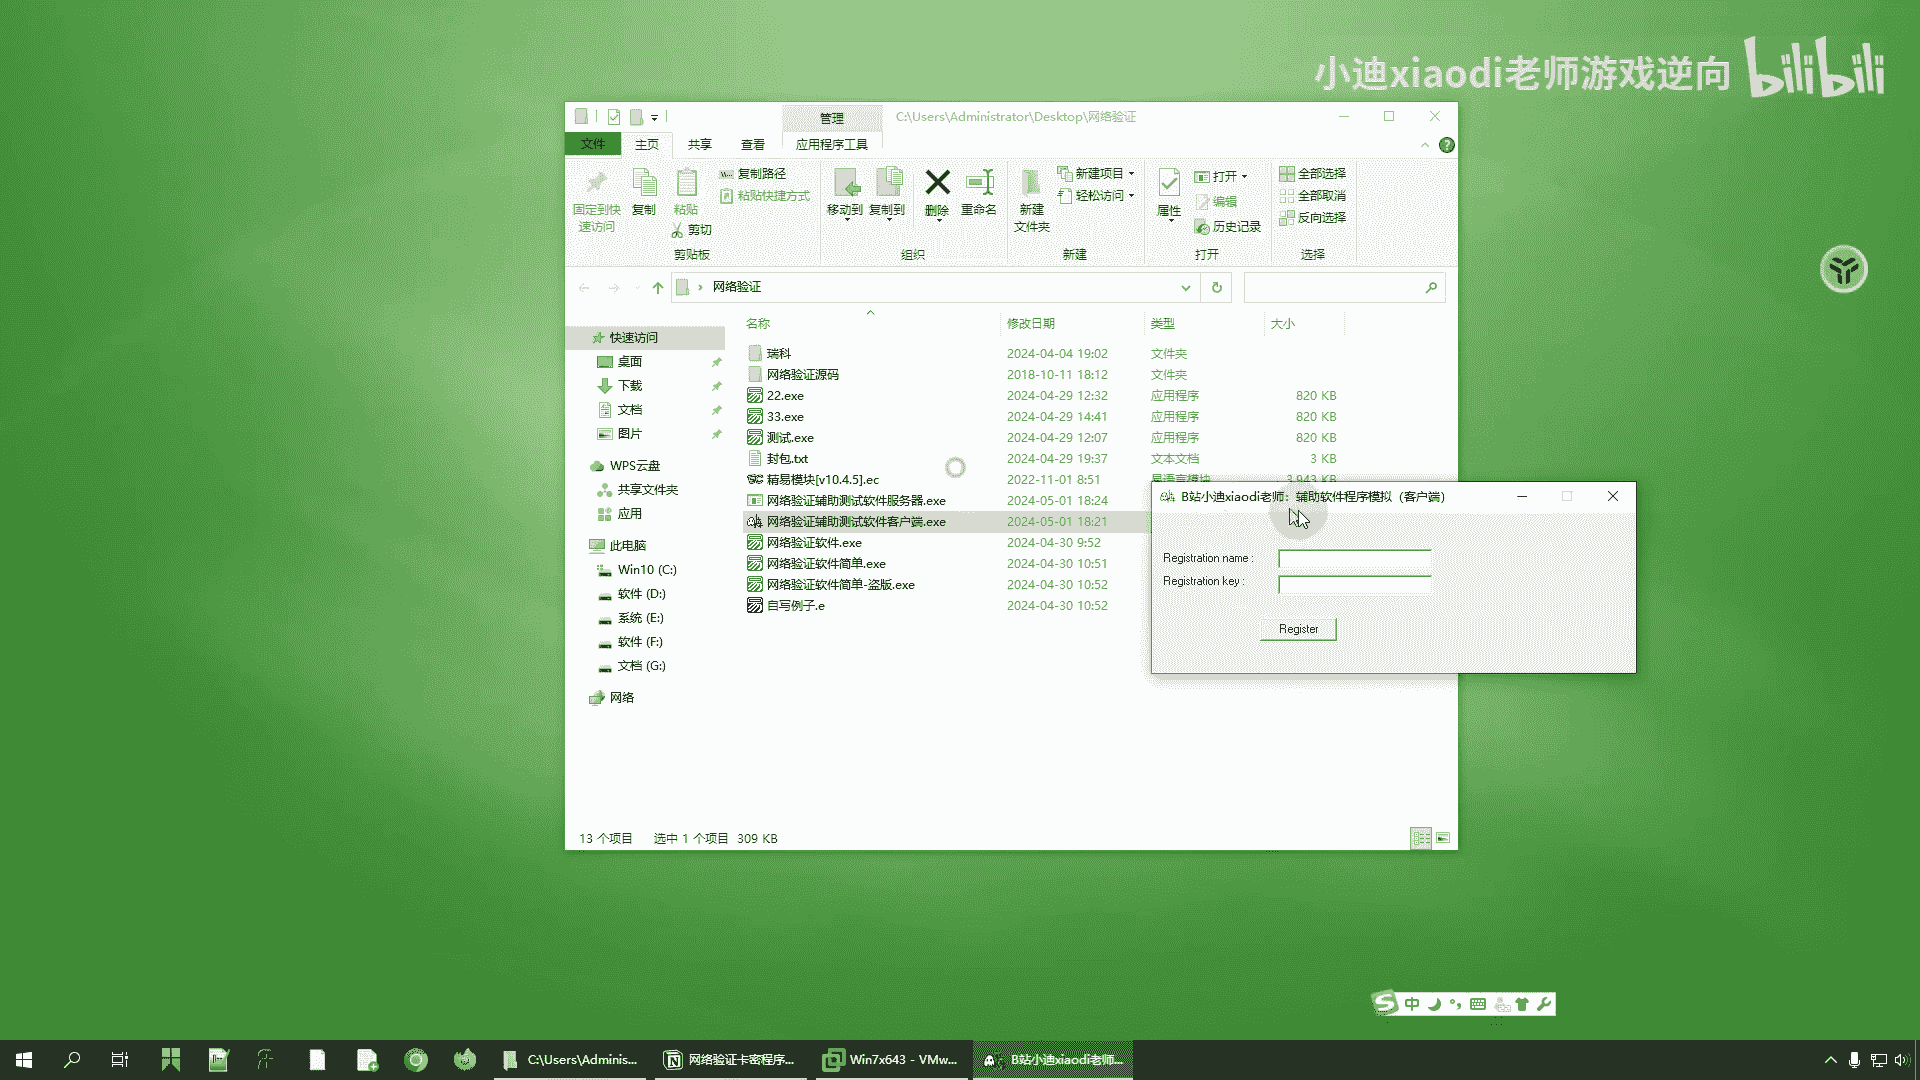 小迪xiaodi老师游戏逆向 bilibili
管理 C:\Users\Administrator\Desktop\网络验证
文件 主页 共享 查看 应用程序工具
固定到快速访问
复制
粘贴
复制路径
粘贴快捷方式
剪切
剪贴板
移动到 复制到 删除 重命名
组织
新建文件夹
新建项目
轻松访问
新建
属性
打开
编辑
历史记录
打开
全部选择
全部取消
反向选择
选择
网络验证
名称 修改日期 类型 大小
快速访问
桌面
下载
文档
图片
WPS云盘
共享文件夹
应用
此电脑
Win10 (C:)
软件 (D:)
系统 (E:)
软件 (F:)
文档 (G:)
网络
瑞科 2024-04-04 19:02 文件夹
网络验证源码 2018-10-11 18:12 文件夹
22.exe 2024-04-29 12:32 应用程序 820 KB
33.exe 2024-04-29 14:41 应用程序 820 KB
测试.exe 2024-04-29 12:07 应用程序 820 KB
封包.txt 2024-04-29 19:37 文本文档 3 KB
精易模块[v10.4.5].ec 2022-11-01 8:51 易语言模块 3,943 KB
网络验证辅助测试软件服务器.exe 2024-05-01 18:24
网络验证辅助测试软件客户端.exe 2024-05-01 18:21
网络验证软件.exe 2024-04-30 9:52
网络验证软件简单.exe 2024-04-30 10:51
网络验证软件简单-盗版.exe 2024-04-30 10:52
自写例子.e 2024-04-30 10:52
13 个项目 选中 1 个项目 309 KB
B站小迪xiaodi老师：辅助软件程序模拟（客户端）
Registration name :
Registration key :
Register
中
C:\Users\Adminis... 网络验证卡密程序... Win7x643 - VMw... B站小迪xiaodi老师...